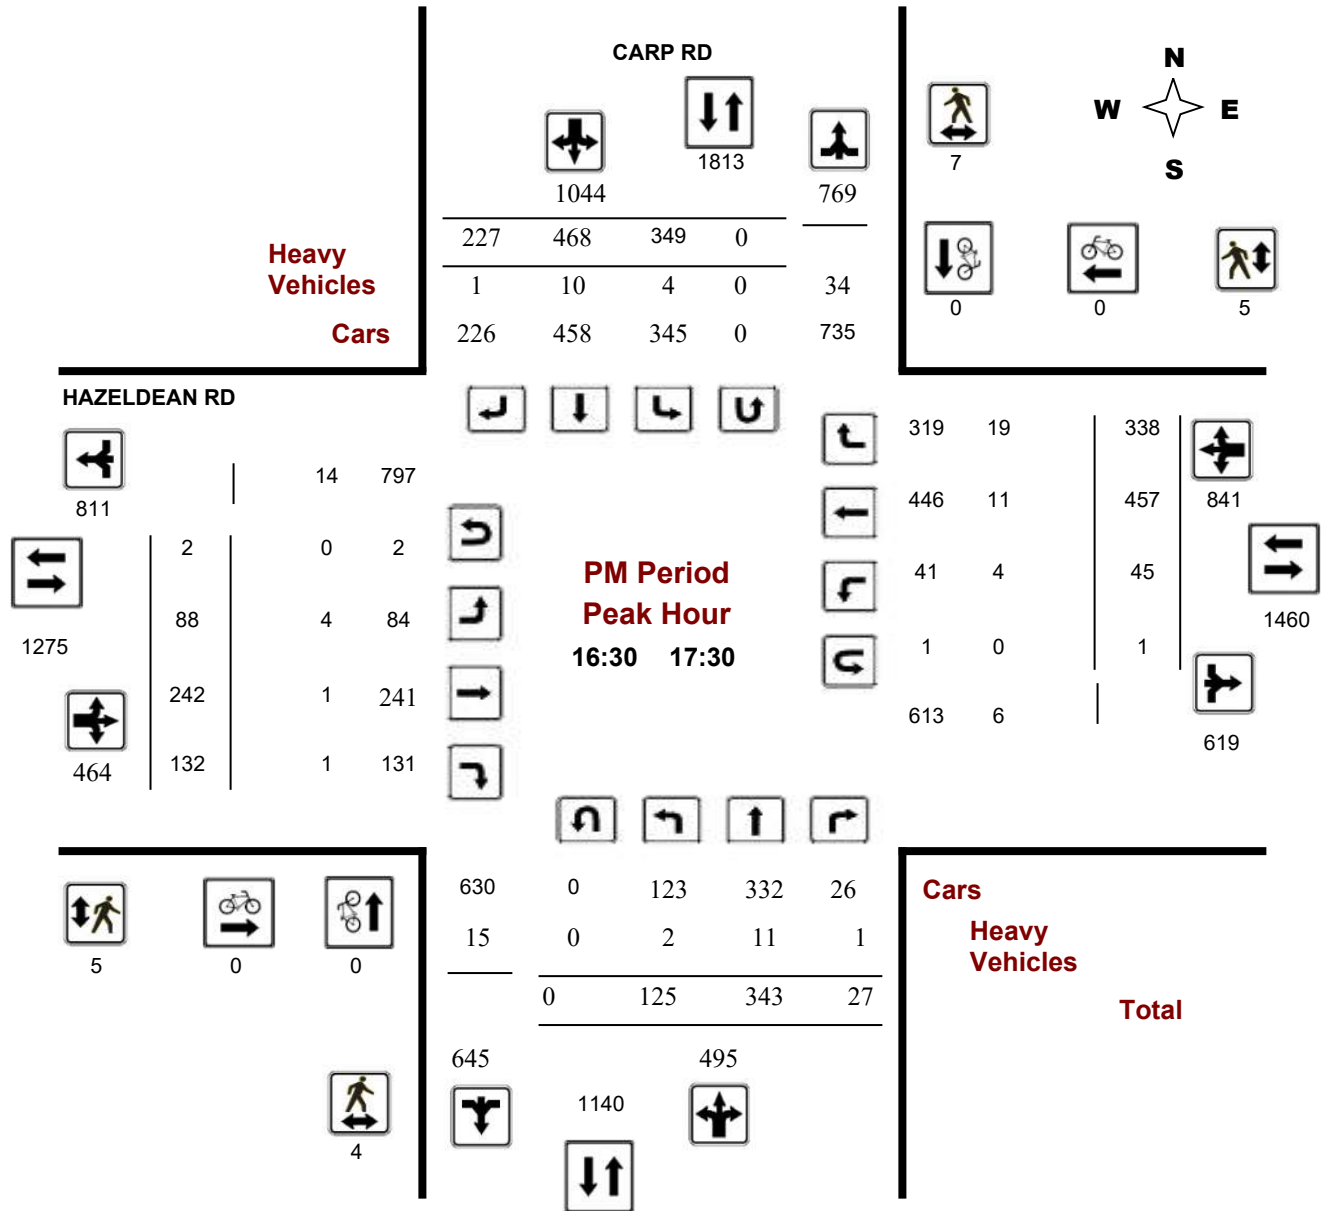 CARP RD
N
W E
S
1813
7
1044 769
227 468 349 0
Heavy
Vehicles
1 10 4 0 34
0 0 5
Cars
226 458 345 0 735
HAZELDEAN RD
319 19 338
14 797
811
446 11 457 841
2 0 2
PM Period
41 4 45
Peak Hour
88 4 84
1460
1275
16:30 17:30
1 0 1
242 1 241
613 6
619
464 132 1 131
630 0 123 332 26
Cars
15 0 2 11 1
Heavy
Vehicles
5 0 0
0 125 343 27
Total
645 495
1140
4